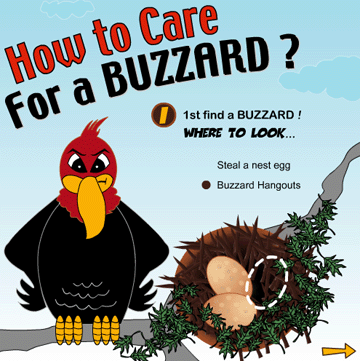 How to Care
For a BUZZARD ?
1
1st find a BUZZARD !
WHERE TO LOOK...
Steal a nest egg
Buzzard Hangouts